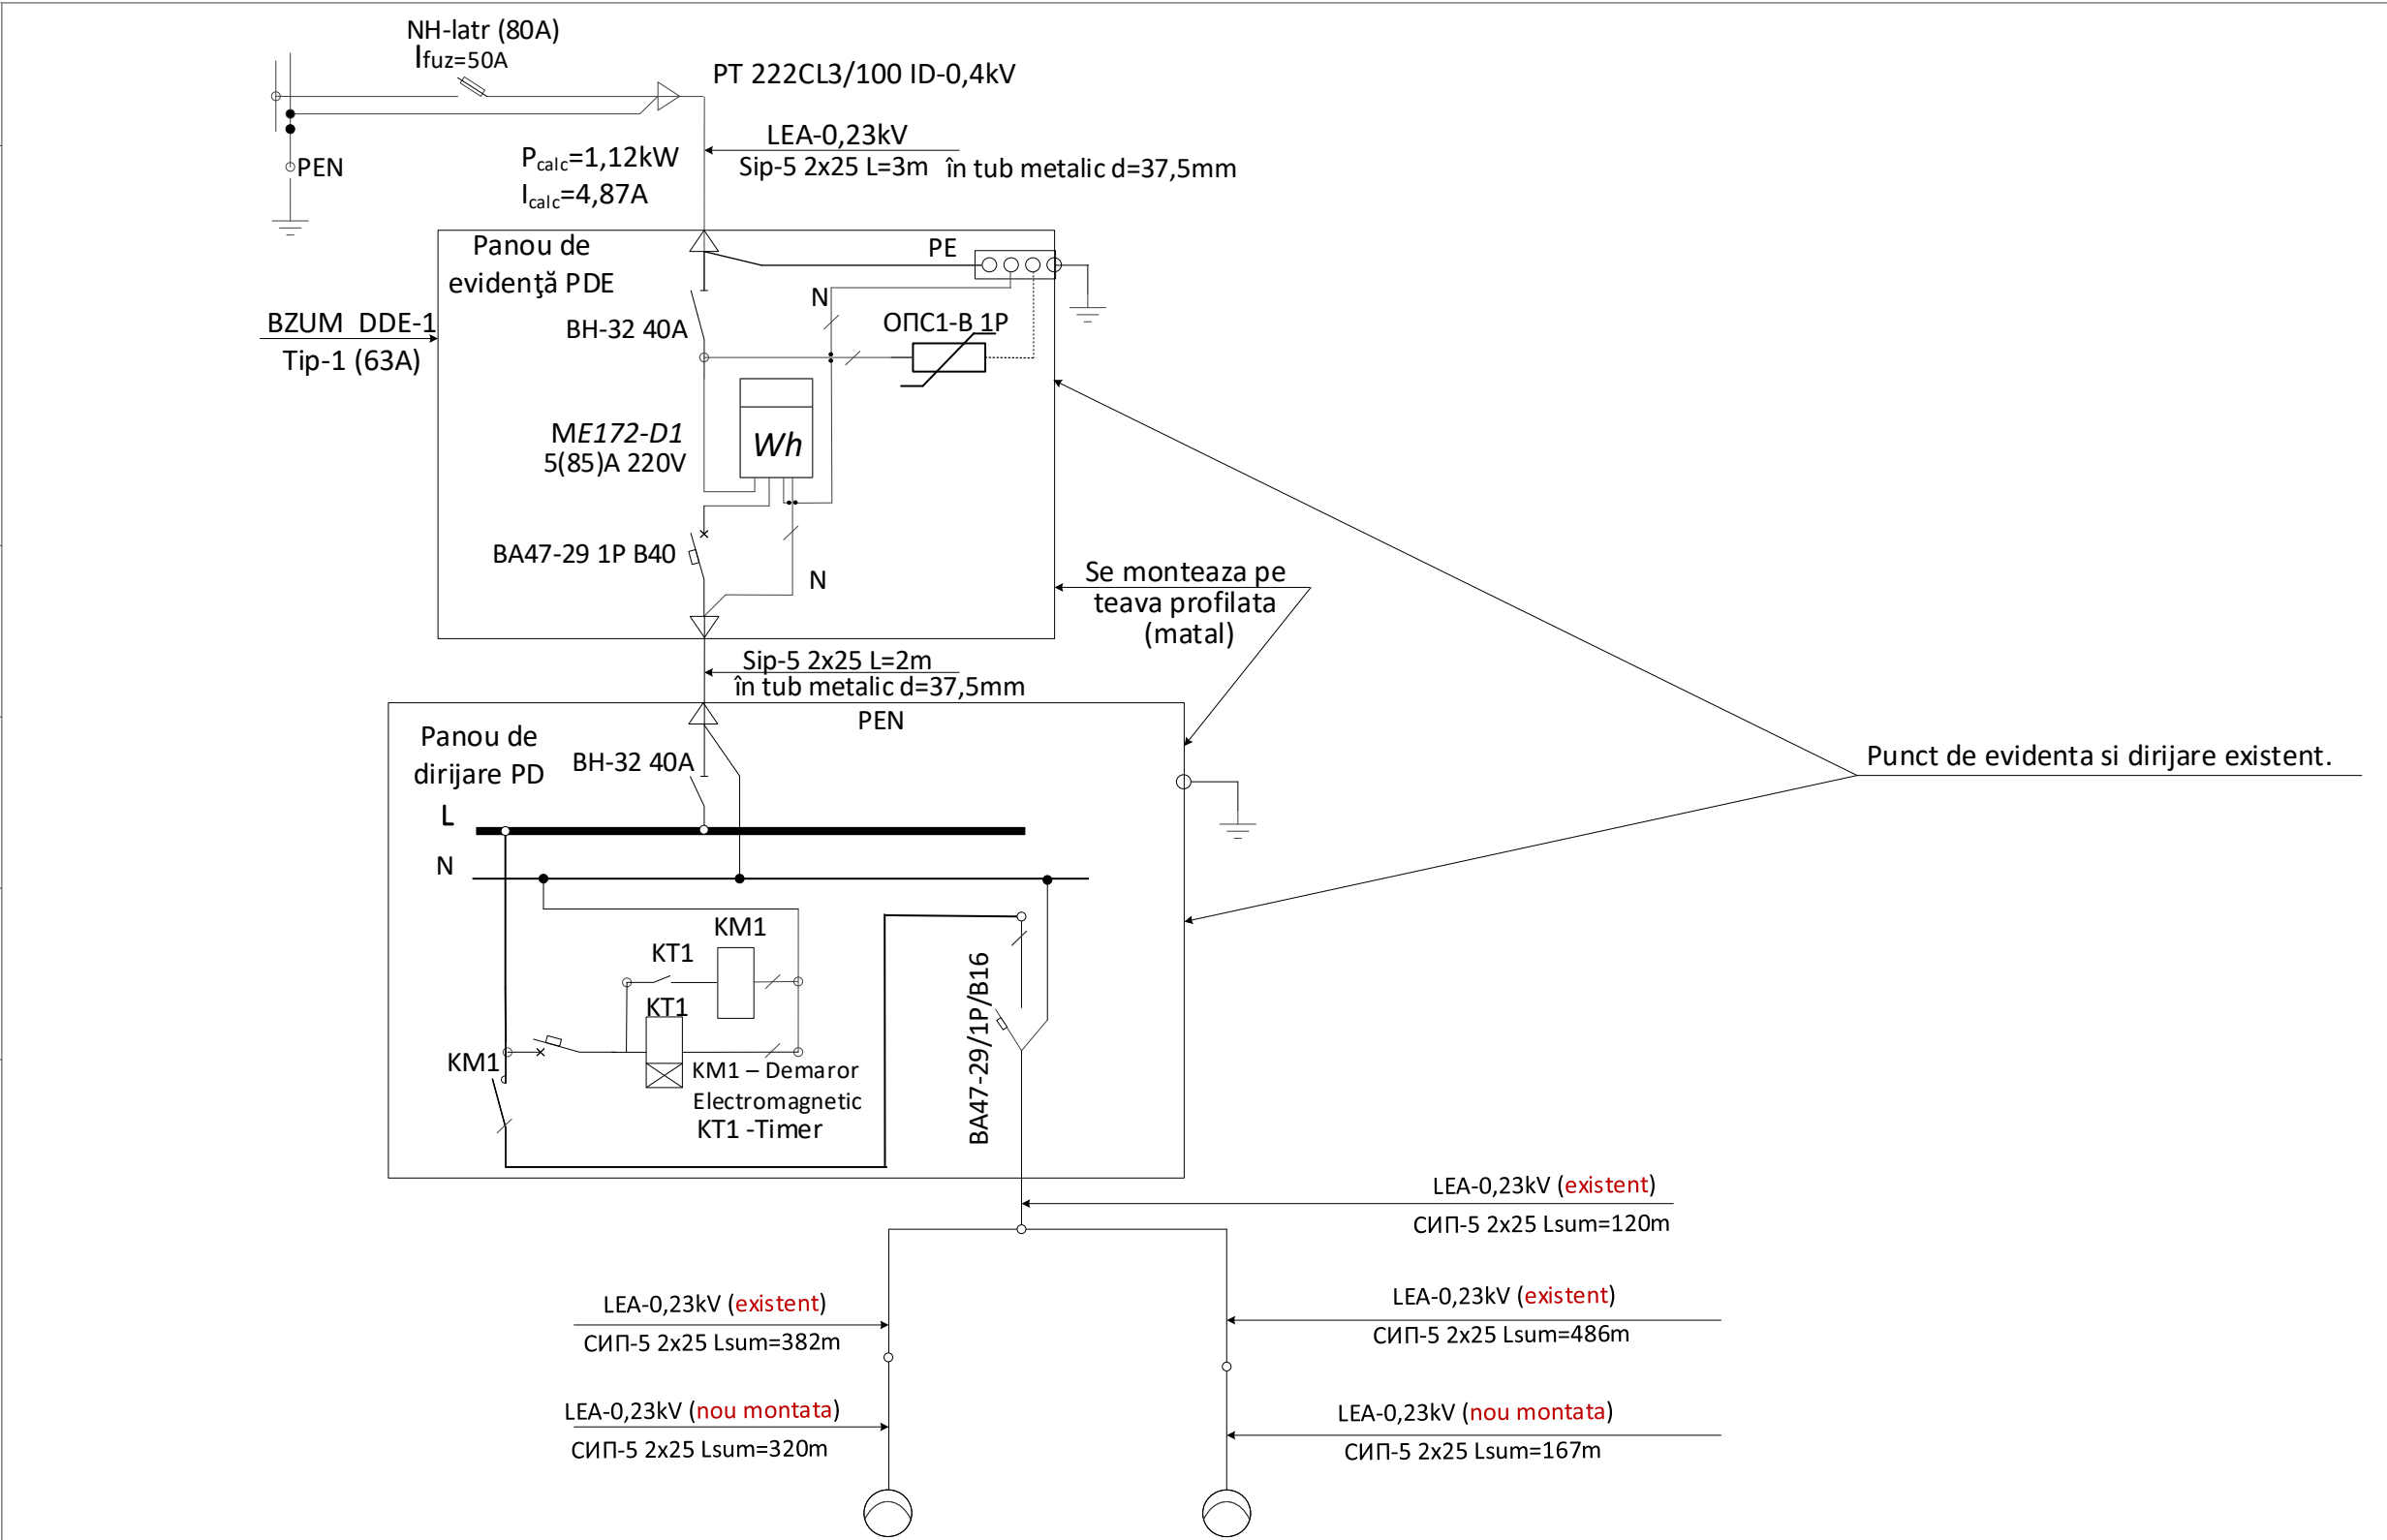 NH-latr (80A)
Ifuz=50A
PT 222CL3/100 ID-0,4kV
LEA-0,23kV
Sip-5 2x25 L=3m în tub metalic d=37,5mm
Pcalc=1,12kW
Icalc=4,87A
PEN
Panou de
evidenţă PDE
PE
N
BH-32 40A
ОПС1-В 1Р
BZUM DDE-1
Tip-1 (63A)
ME172-D1
5(85)A 220V
Wh
BA47-29 1P B40
N
Se monteaza pe
teava profilata
(matal)
Sip-5 2x25 L=2m
în tub metalic d=37,5mm
PEN
Panou de
dirijare PD
BH-32 40A
Punct de evidenta si dirijare existent.
L
N
KM1
KT1
KT1
KM1
BA47-29/1P/B16
KM1 – Demaror
Electromagnetic
KT1 -Timer
LEA-0,23kV (existent)
СИП-5 2x25 Lsum=120m
LEA-0,23kV (existent)
СИП-5 2x25 Lsum=382m
LEA-0,23kV (existent)
СИП-5 2x25 Lsum=486m
LEA-0,23kV (nou montata)
СИП-5 2x25 Lsum=320m
LEA-0,23kV (nou montata)
СИП-5 2x25 Lsum=167m